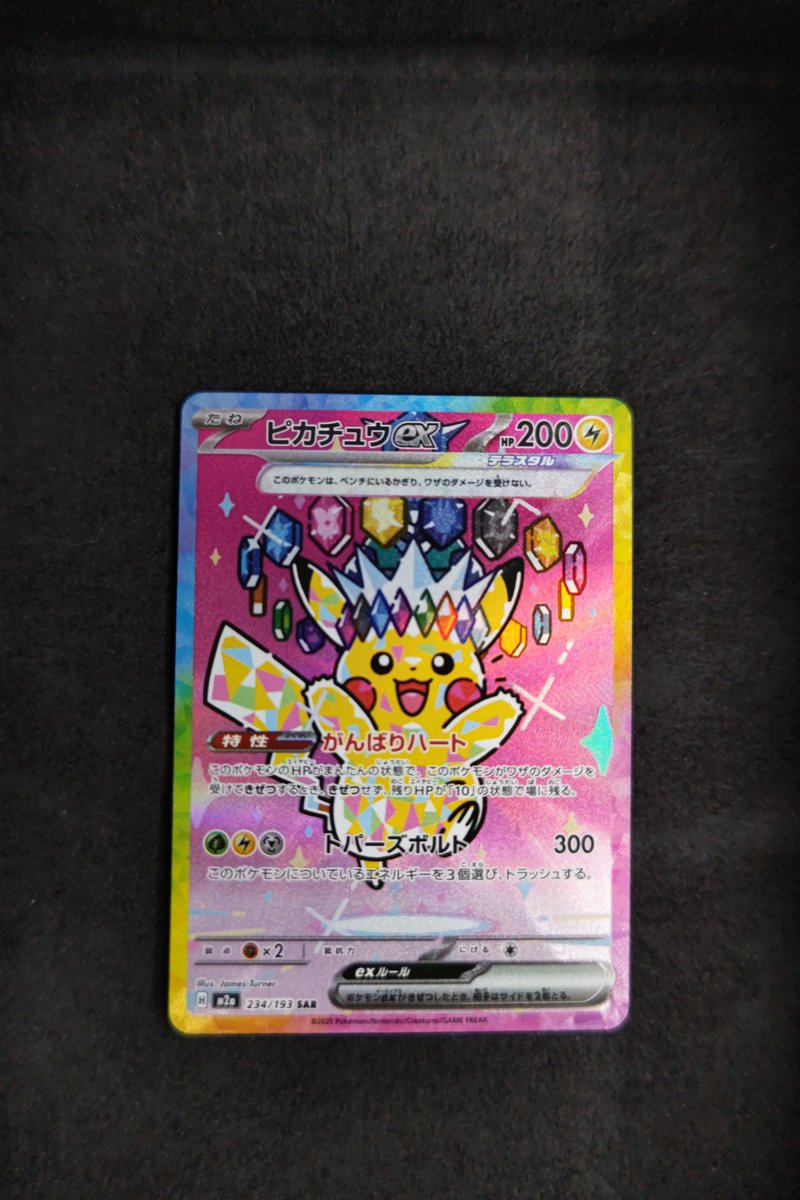 たね ピカチュウex HP200
テラスタル
このポケモンは、ベンチにいるかぎり、ワザのダメージを受けない。
特性 がんばりハート
このポケモンのHPがまんたんの状態で、このポケモンがワザのダメージを
受けてきぜつするとき、きぜつせず、残りHPが「10」の状態で場に残る。
トパーズボルト 300
このポケモンについているエネルギーを3個選び、トラッシュする。
弱点 ×2 抵抗力 にげる
exルール
ポケモンexがきぜつしたとき、相手はサイドを2枚とる。
Illus. James Turner
H m2a 234/193 SAR
©2025 Pokémon/Nintendo/Creatures/GAME FREAK